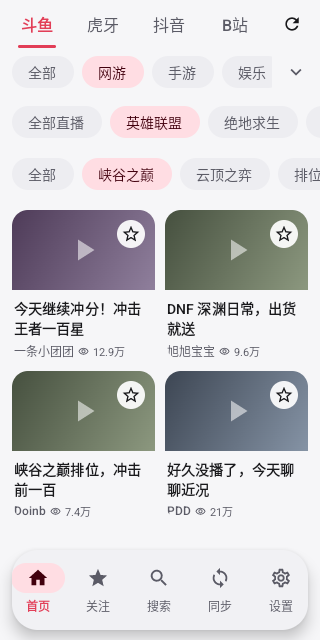 斗鱼 虎牙 抖音 B站
全部 网游 手游 娱乐
全部直播 英雄联盟 绝地求生
全部 峡谷之巅 云顶之弈 排位
今天继续冲分！冲击
王者一百星
一条小团团 12.9万
DNF 深渊日常，出货
就送
旭旭宝宝 9.6万
峡谷之巅排位，冲击
前一百
Doinb 7.4万
好久没播了，今天聊
聊近况
PDD 21万
首页 关注 搜索 同步 设置